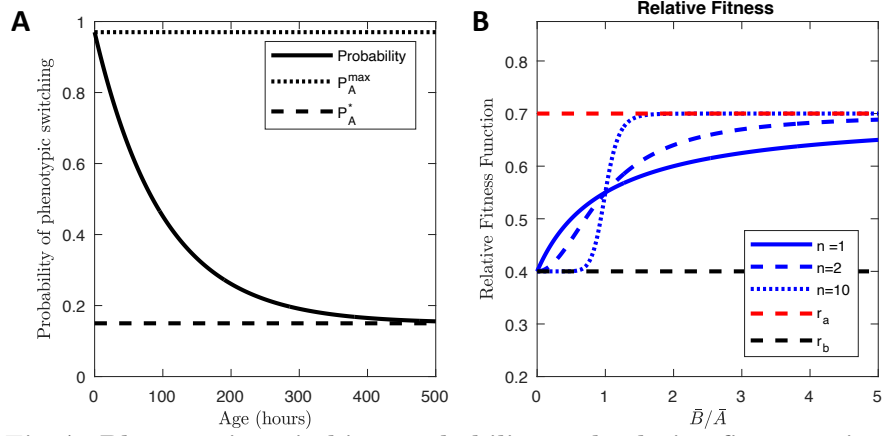 A
Probability of phenotypic switching
1
0.8
0.6
0.4
0.2
0
0
100
200
300
400
500
Age (hours)
Probability
P_A^max
P_A^*
B
Relative Fitness
Relative Fitness Function
0.8
0.7
0.6
0.5
0.4
0.3
0.2
0
1
2
3
4
5
B̄/Ā
n =1
n=2
n=10
r_a
r_b